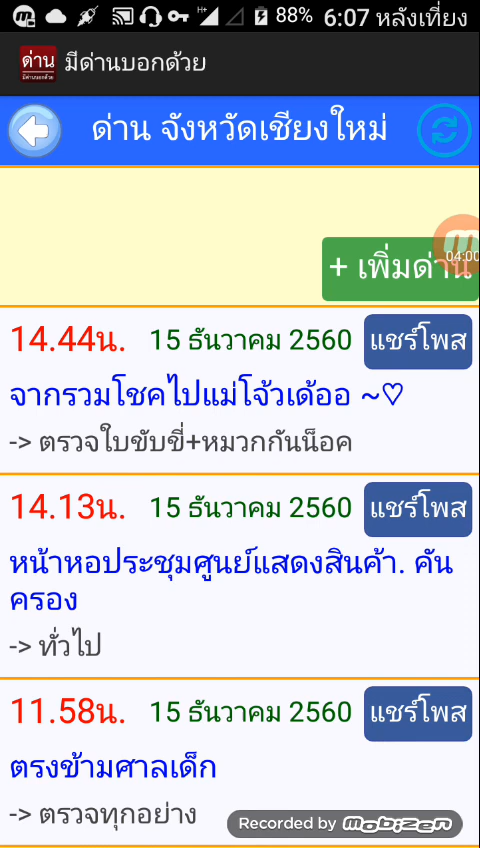 H+ 88% 6:07 หลังเที่ยง
ด่าน มีด่านบอกด้วย มีด่านบอกด้วย
ด่าน จังหวัดเชียงใหม่
+ เพิ่มด่าน
04:00
14.44น. 15 ธันวาคม 2560 แชร์โพส
จากรวมโชคไปแม่โจ้วเด้ออ ~♡
-> ตรวจใบขับขี่+หมวกกันน็อค
14.13น. 15 ธันวาคม 2560 แชร์โพส
หน้าหอประชุมศูนย์แสดงสินค้า. คัน
ครอง
-> ทั่วไป
11.58น. 15 ธันวาคม 2560 แชร์โพส
ตรงข้ามศาลเด็ก
-> ตรวจทุกอย่าง
Recorded by Mobizen